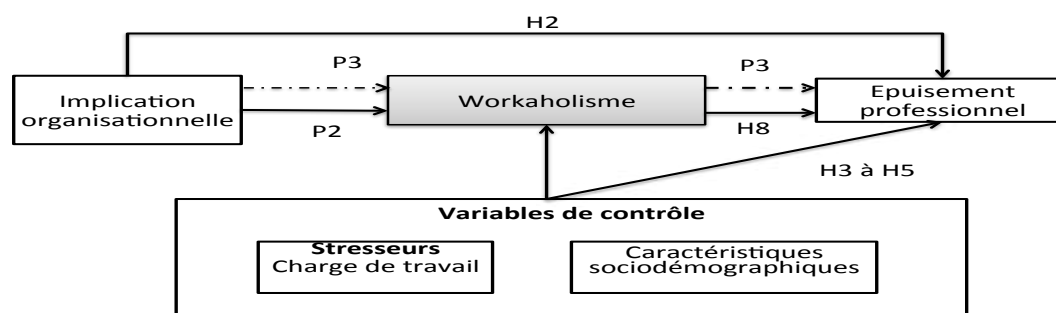 H2
P3
P3
Implication
organisationnelle
Workaholisme
Epuisement
professionnel
P2
H8
H3 à H5
Variables de contrôle
Stresseurs
Charge de travail
Caractéristiques
sociodémographiques